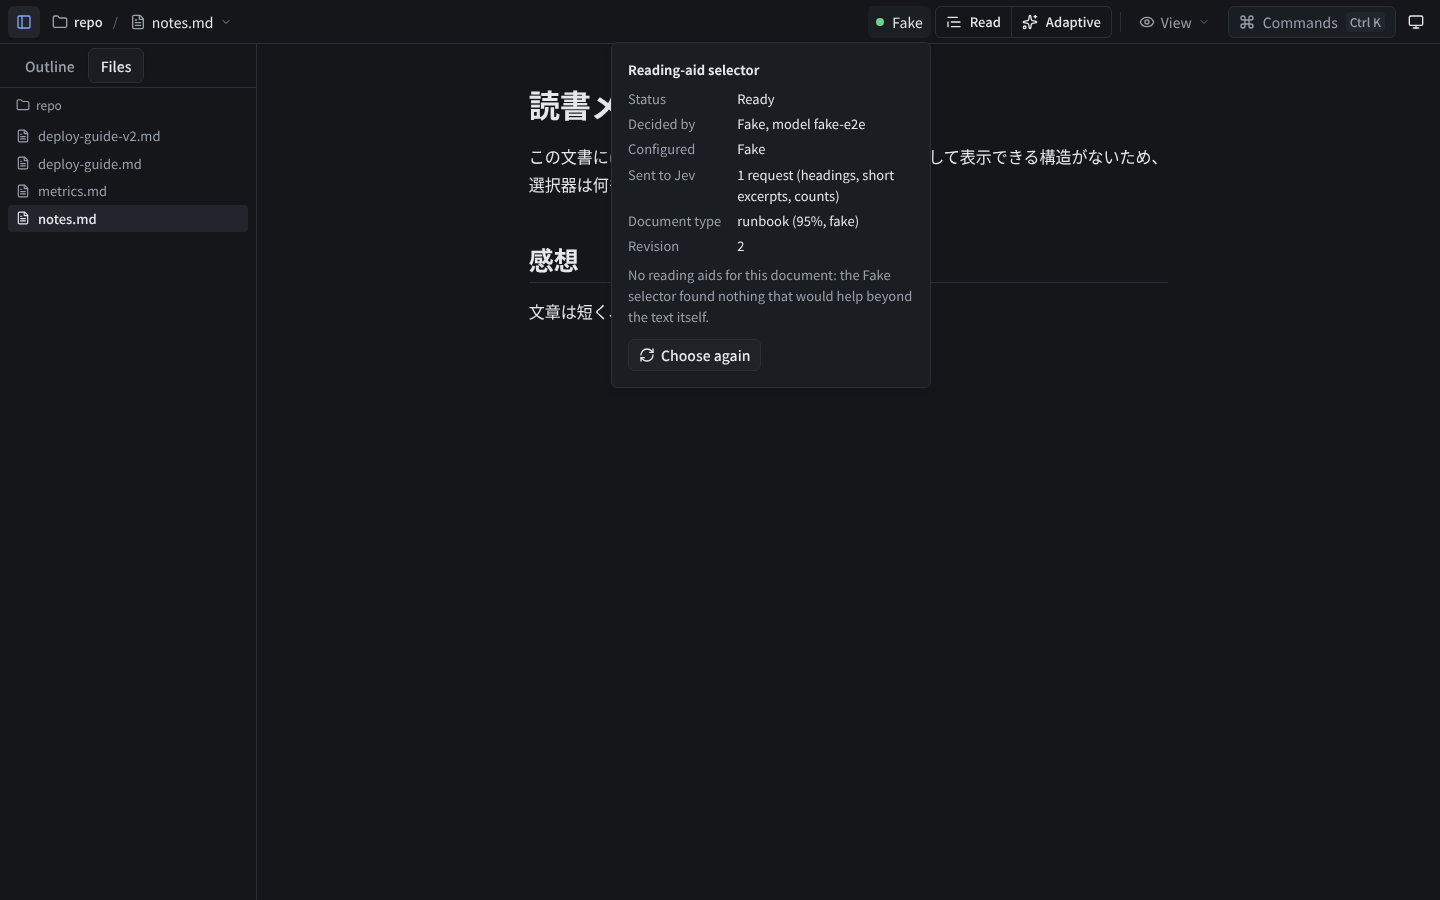 repo / notes.md
Fake
Read
Adaptive
View
Commands Ctrl K
Outline
Files
repo
deploy-guide-v2.md
deploy-guide.md
metrics.md
notes.md
Reading-aid selector
Status Ready
Decided by Fake, model fake-e2e
Configured Fake
Sent to Jev 1 request (headings, short
excerpts, counts)
Document type runbook (95%, fake)
Revision 2
No reading aids for this document: the Fake
selector found nothing that would help beyond
the text itself.
Choose again
読書
この文書に して表示できる構造がないため、
選択器は何
感想
文章は短く